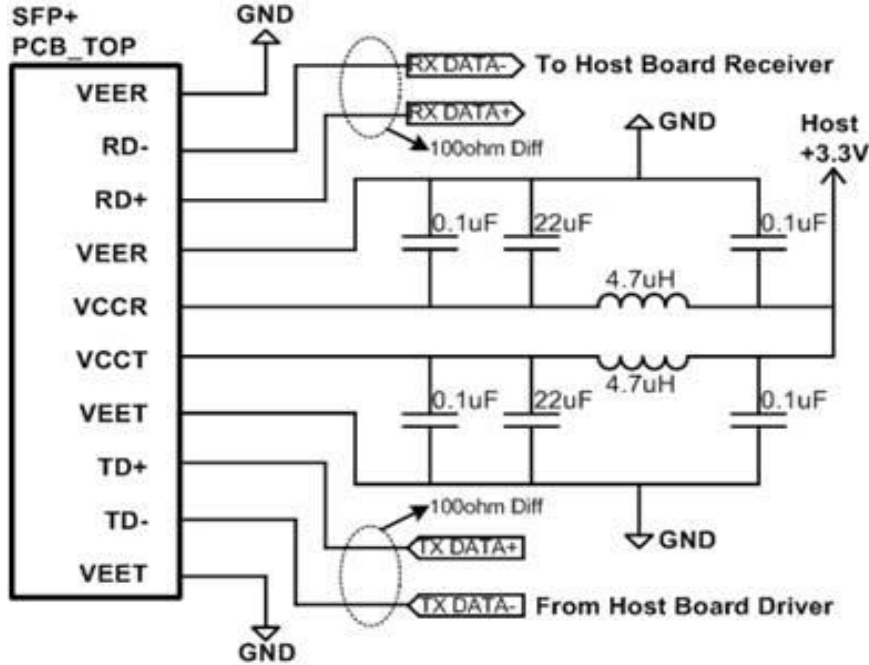 SFP+
PCB_TOP
GND
VEER
RD-
RD+
VEER
VCCR
VCCT
VEET
TD+
TD-
VEET
RX DATA-
To Host Board Receiver
RX DATA+
100ohm Diff
GND
Host
+3.3V
0.1uF
22uF
0.1uF
4.7uH
4.7uH
0.1uF
22uF
0.1uF
100ohm Diff
TX DATA+
GND
TX DATA-
From Host Board Driver
GND